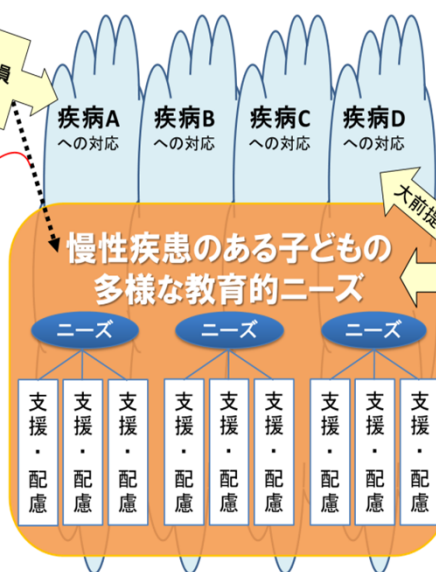 員
疾病A
への対応
疾病B
への対応
疾病C
への対応
疾病D
への対応
大前提
慢性疾患のある子どもの
多様な教育的ニーズ
ニーズ
ニーズ
ニーズ
支援・配慮
支援・配慮
支援・配慮
支援・配慮
支援・配慮
支援・配慮
支援・配慮
支援・配慮
支援・配慮